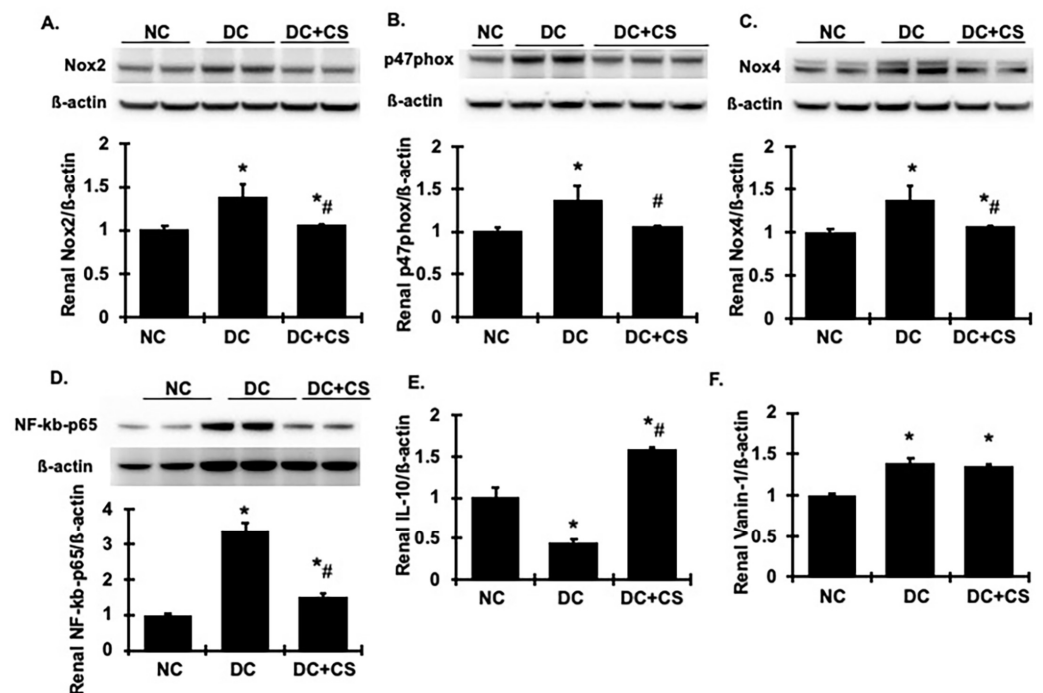 A.
NC DC DC+CS
Nox2
ß-actin
Renal Nox2/ß-actin
2
1.5
1
0.5
0
*
*#
NC DC DC+CS
B.
NC DC DC+CS
p47phox
ß-actin
Renal p47phox/ß-actin
2
1.5
1
0.5
0
*
#
NC DC DC+CS
C.
NC DC DC+CS
Nox4
ß-actin
Renal Nox4/ß-actin
2
1.5
1
0.5
0
*
*#
NC DC DC+CS
D.
NC DC DC+CS
NF-kb-p65
ß-actin
Renal NF-kb-p65/ß-actin
4
3
2
1
0
*
*#
NC DC DC+CS
E.
Renal IL-10/ß-actin
2
1.5
1
0.5
0
*
*#
NC DC DC+CS
F.
Renal Vanin-1/ß-actin
2
1.5
1
0.5
0
*
*
NC DC DC+CS